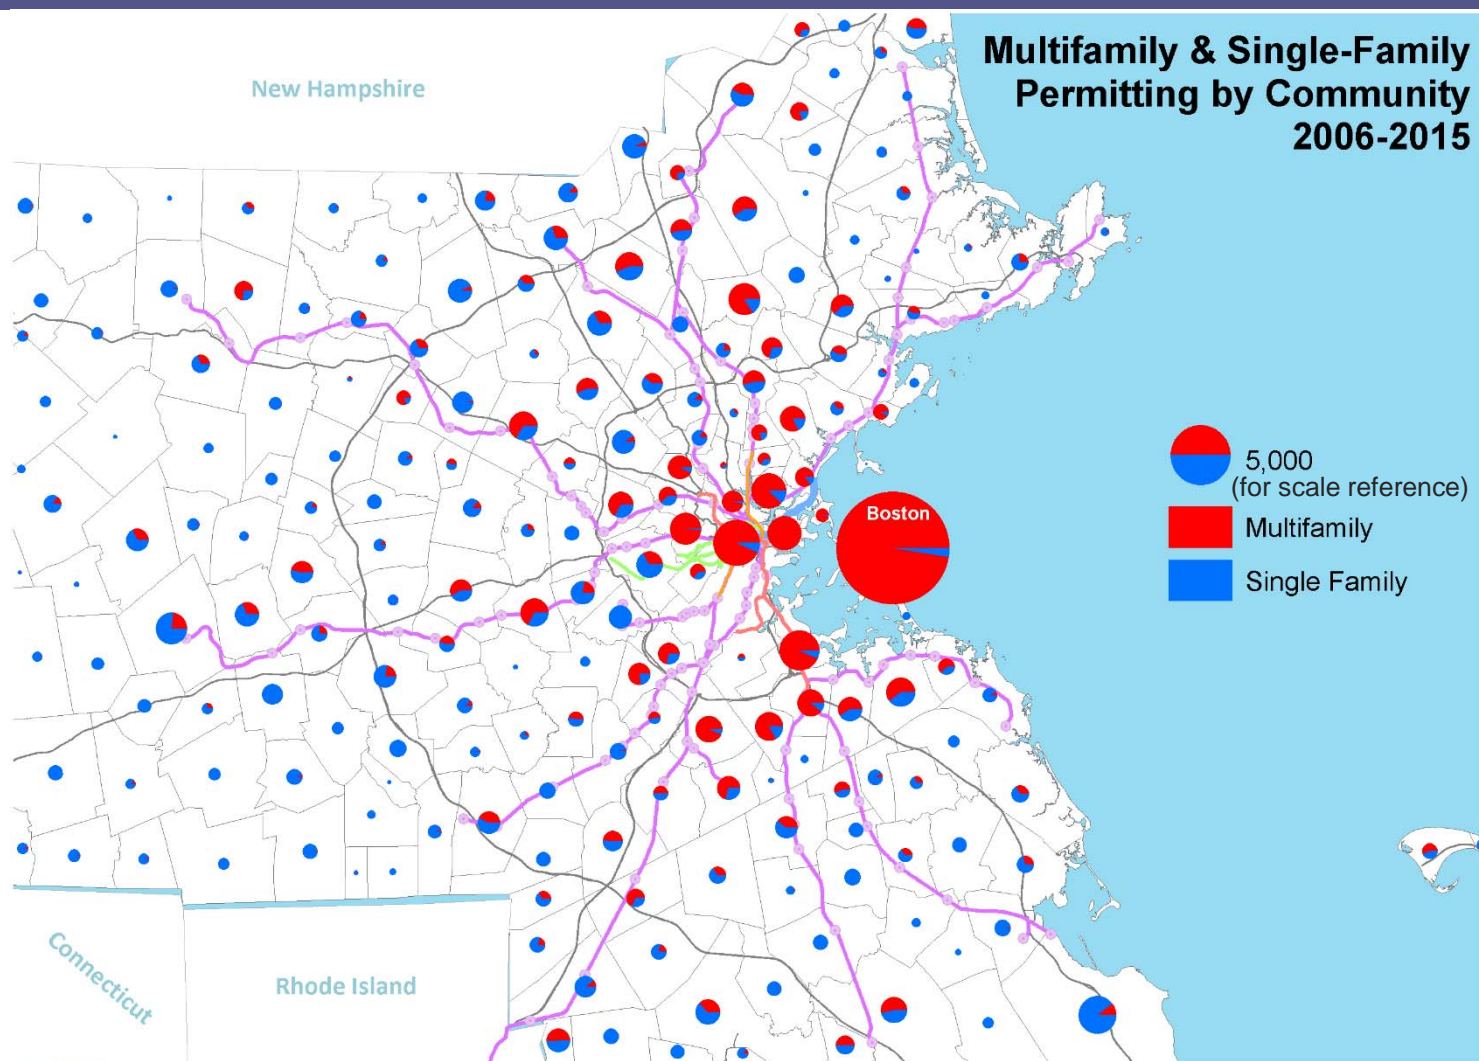 Multifamily & Single-Family
Permitting by Community
2006-2015
New Hampshire
5,000
(for scale reference)
Boston
Multifamily
Single Family
Connecticut
Rhode Island